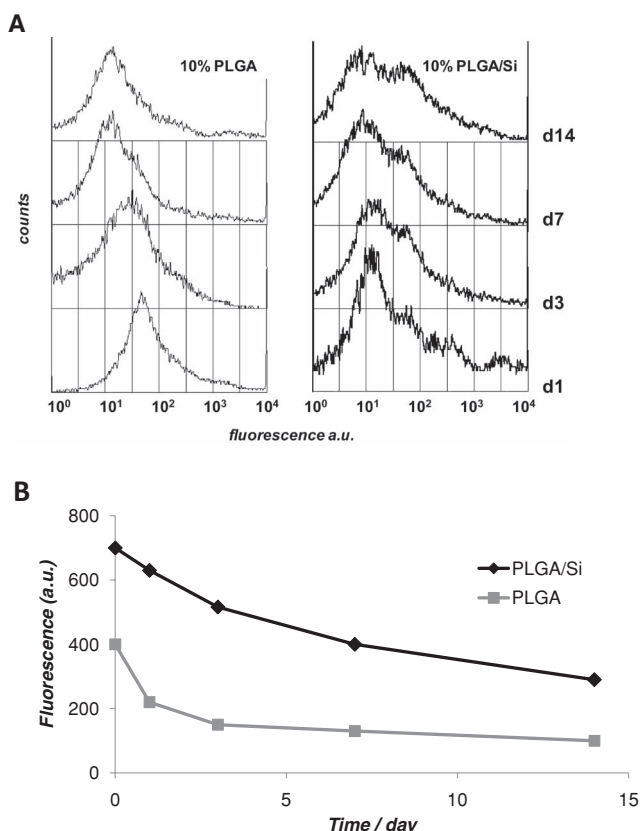 A
10% PLGA
10% PLGA/Si
counts
d14
d7
d3
d1
10⁰ 10¹ 10² 10³ 10⁴
10⁰ 10¹ 10² 10³ 10⁴
fluorescence a.u.
B
Fluorescence (a.u.)
800
600
400
200
0
PLGA/Si
PLGA
0 5 10 15
Time / day